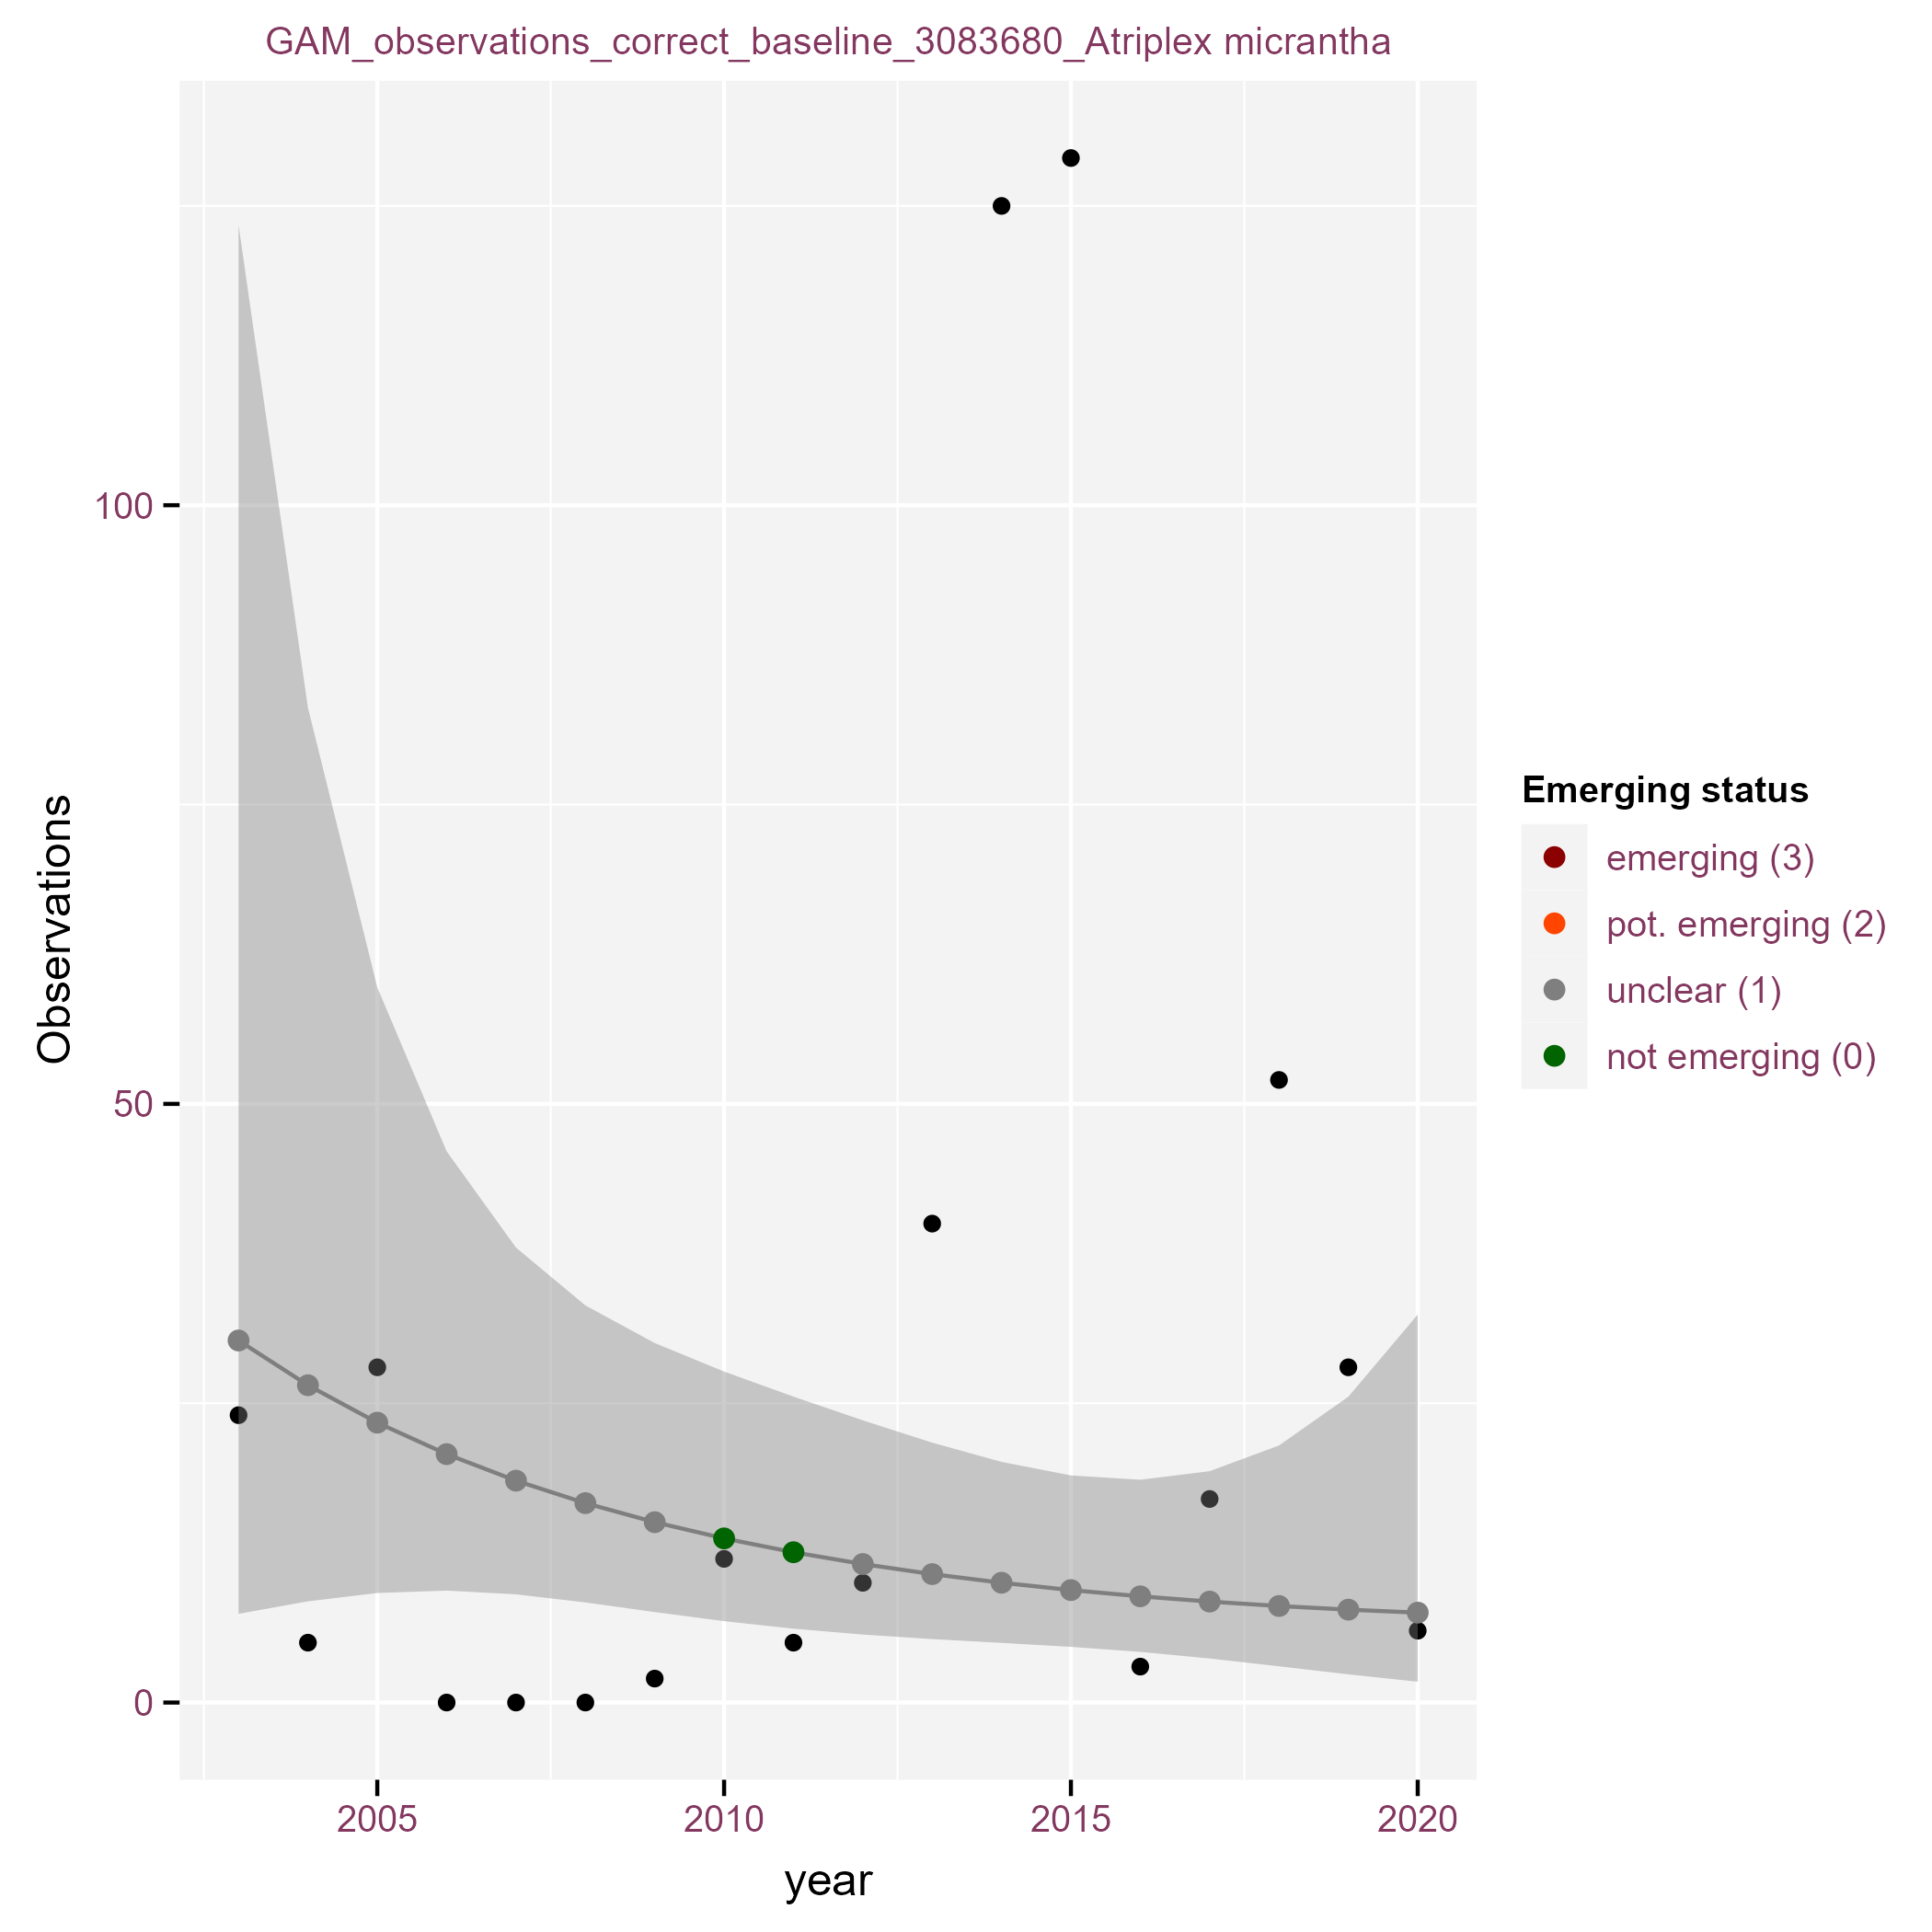 GAM_observations_correct_baseline_3083680_Atriplex micrantha
100
50
0
Observations
2005
2010
2015
2020
year
Emerging status
emerging (3)
pot. emerging (2)
unclear (1)
not emerging (0)